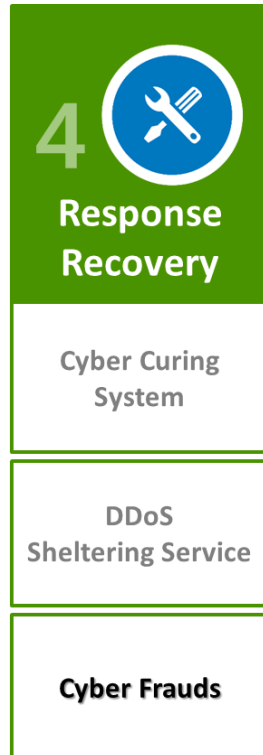 4
Response
Recovery
Cyber Curing
System
DDoS
Sheltering Service
Cyber Frauds